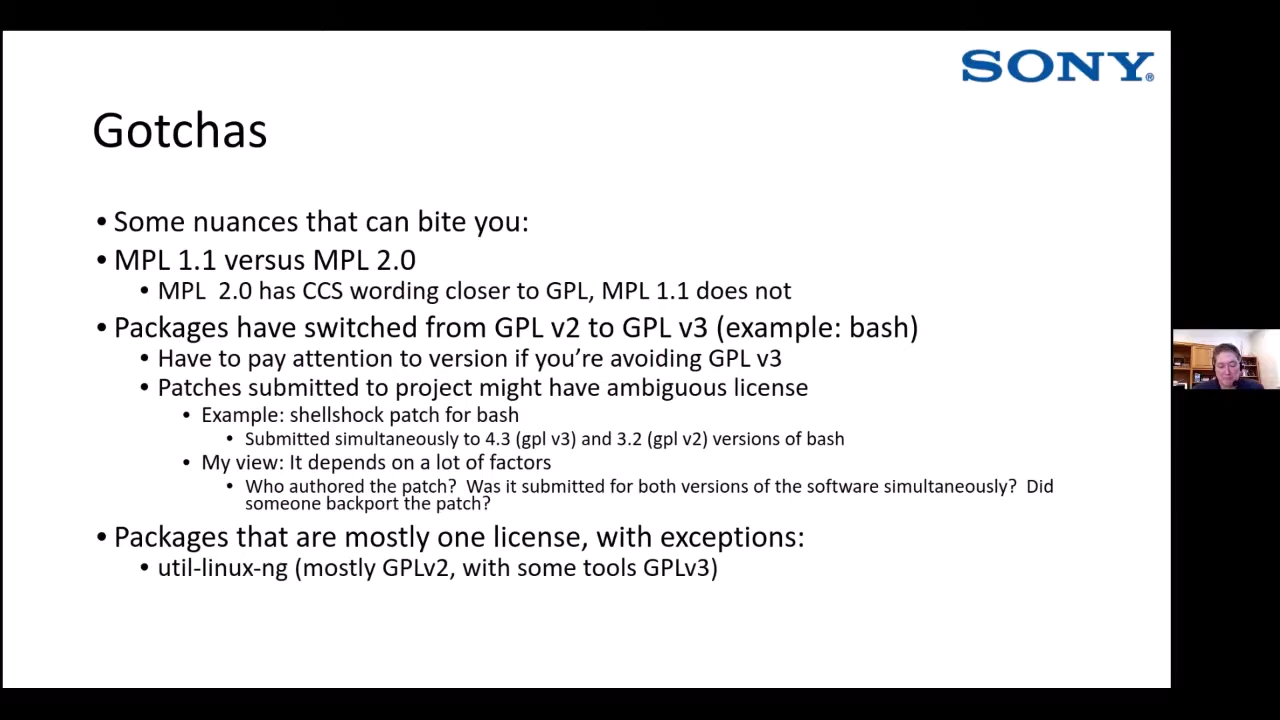 SONY®
Gotchas
• Some nuances that can bite you:
• MPL 1.1 versus MPL 2.0
• MPL  2.0 has CCS wording closer to GPL, MPL 1.1 does not
• Packages have switched from GPL v2 to GPL v3 (example: bash)
• Have to pay attention to version if you’re avoiding GPL v3
• Patches submitted to project might have ambiguous license
• Example: shellshock patch for bash
• Submitted simultaneously to 4.3 (gpl v3) and 3.2 (gpl v2) versions of bash
• My view: It depends on a lot of factors
• Who authored the patch?  Was it submitted for both versions of the software simultaneously?  Did
someone backport the patch?
• Packages that are mostly one license, with exceptions:
• util-linux-ng (mostly GPLv2, with some tools GPLv3)